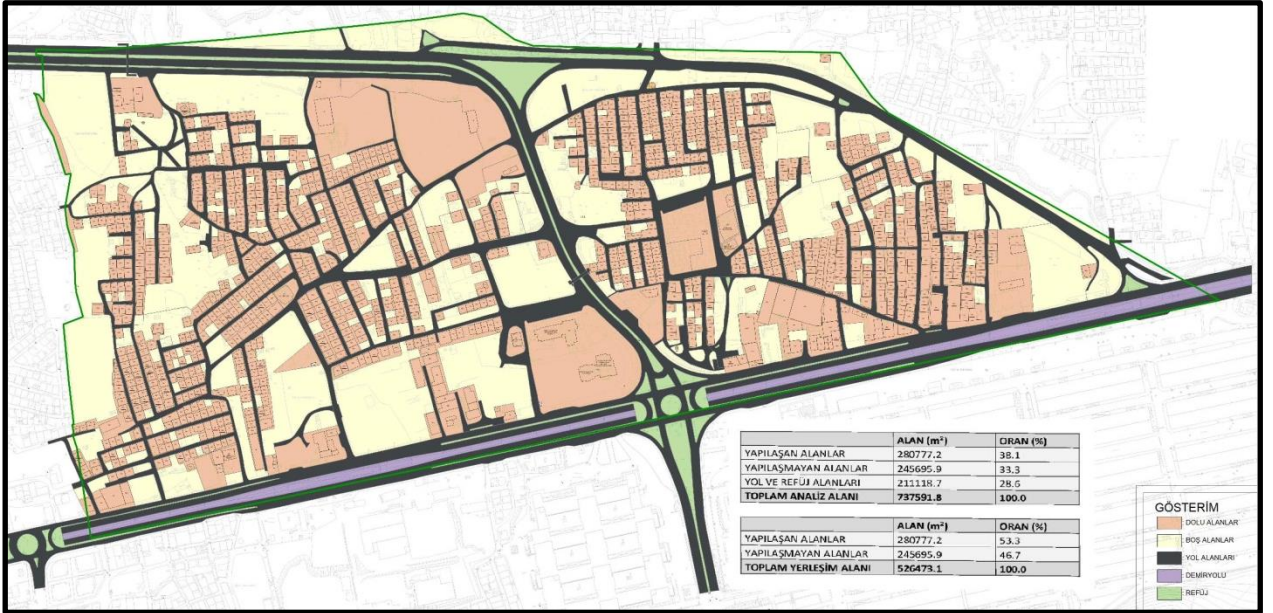 ALAN (m²) ORAN (%)
YAPILAŞAN ALANLAR 280777.2 38.1
YAPILAŞMAYAN ALANLAR 245695.9 33.3
YOL VE REFÜJ ALANLARI 211118.7 28.6
TOPLAM ANALİZ ALANI 737591.8 100.0
ALAN (m²) ORAN (%)
YAPILAŞAN ALANLAR 280777.2 53.3
YAPILAŞMAYAN ALANLAR 245695.9 46.7
TOPLAM YERLEŞİM ALANI 526473.1 100.0
GÖSTERİM
DOLU ALANLAR
BOŞ ALANLAR
YOL ALANLARI
DEMİRYOLU
REFÜJ